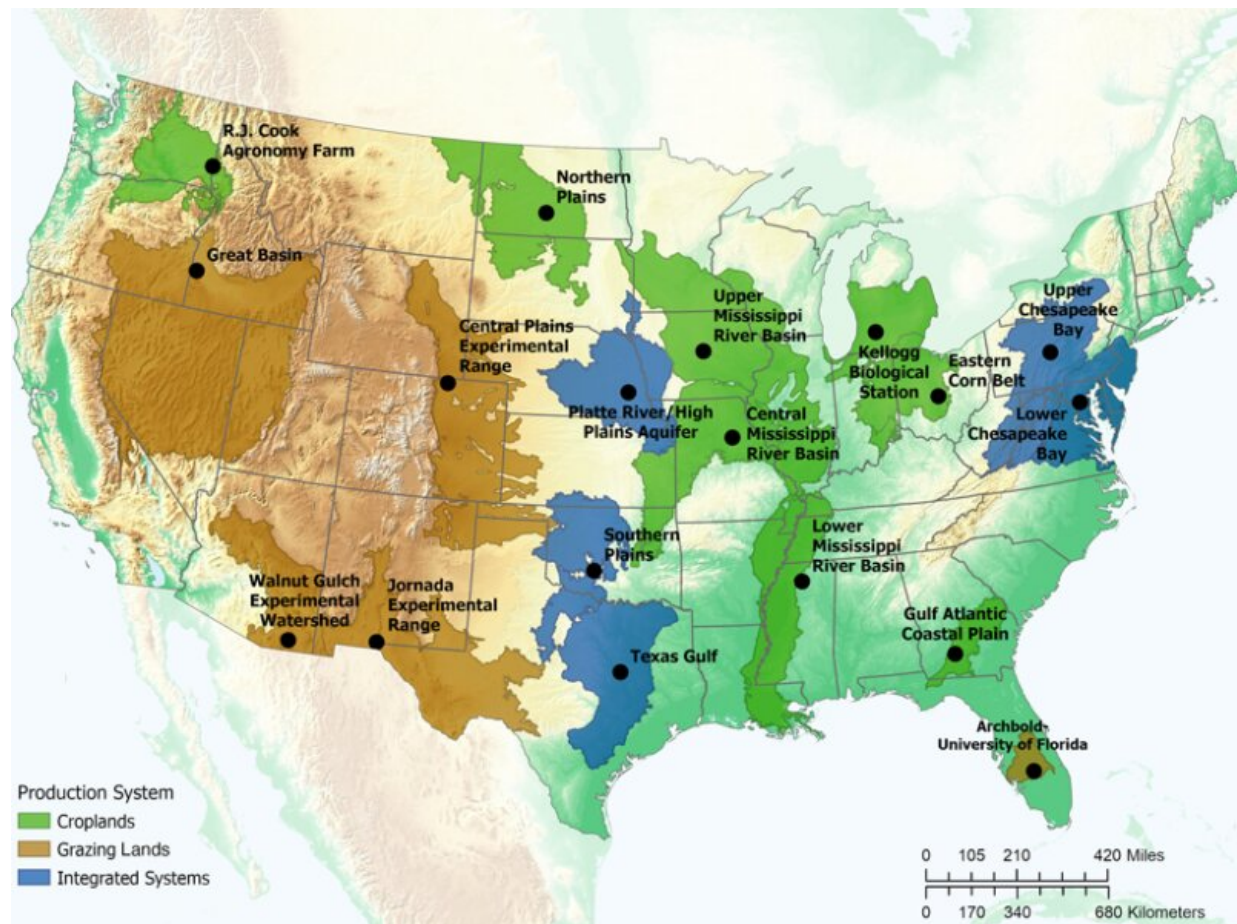 R.J. Cook
Agronomy Farm
Northern
Plains
Great Basin
Central Plains
Experimental
Range
Upper
Mississippi
River Basin
Kellogg
Biological
Station
Eastern
Corn Belt
Upper
Chesapeake
Bay
Lower
Chesapeake
Bay
Platte River/High
Plains Aquifer
Central
Mississippi
River Basin
Southern
Plains
Lower
Mississippi
River Basin
Walnut Gulch
Experimental
Watershed
Jornada
Experimental
Range
Texas Gulf
Gulf Atlantic
Coastal Plain
Archbold-
University of Florida
Production System
Croplands
Grazing Lands
Integrated Systems
0 105 210 420 Miles
0 170 340 680 Kilometers